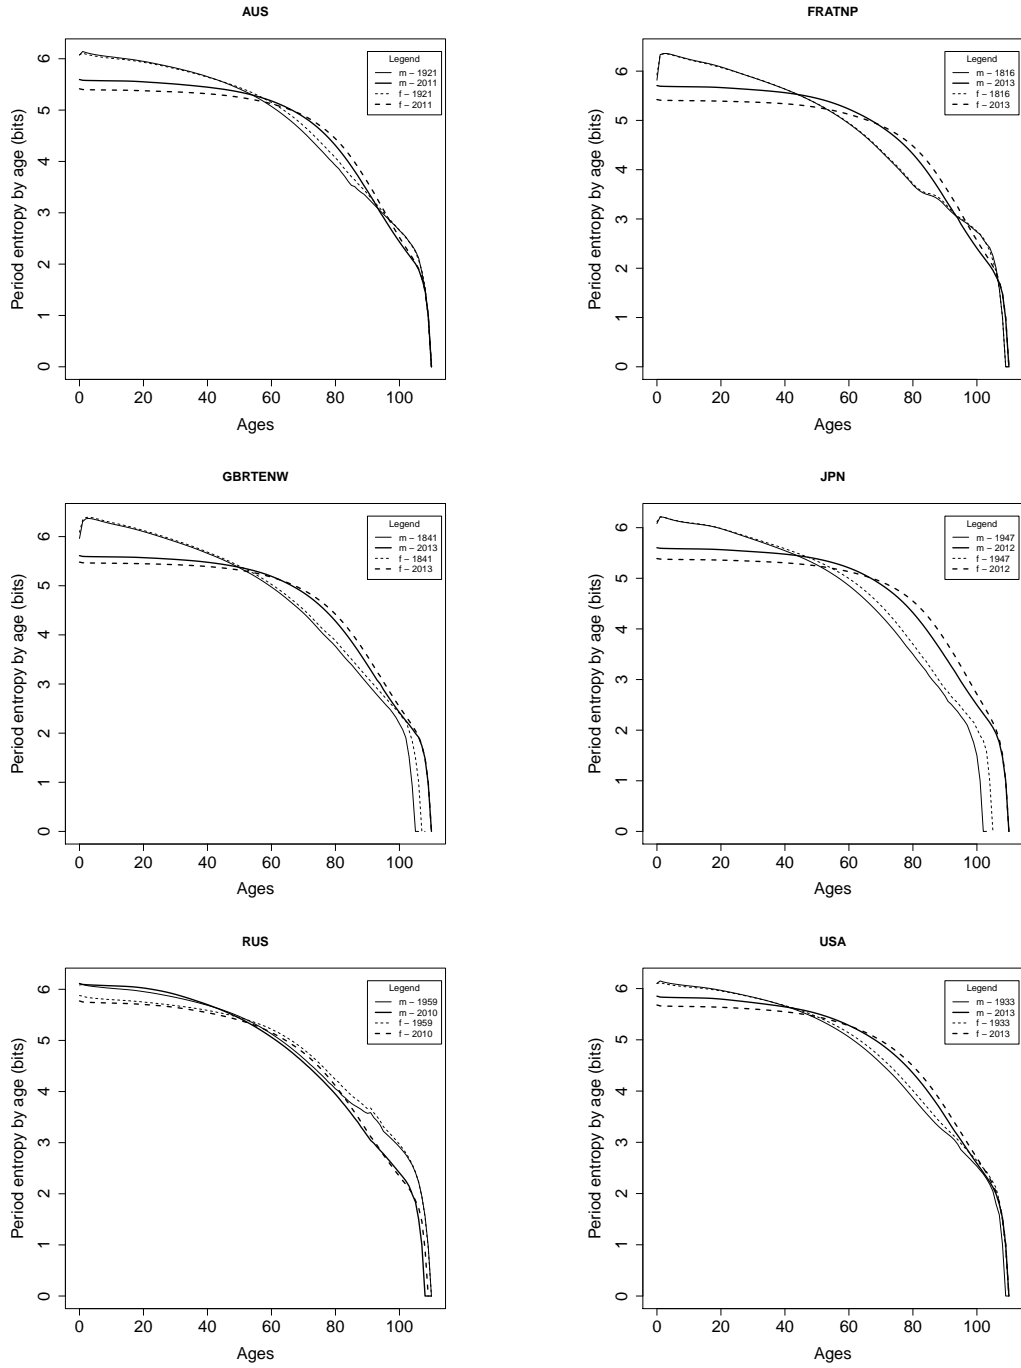 AUS
Period entropy by age (bits)
0 1 2 3 4 5 6
0 20 40 60 80 100
Ages
Legend
m − 1921
m − 2011
f − 1921
f − 2011
FRATNP
Period entropy by age (bits)
0 1 2 3 4 5 6
0 20 40 60 80 100
Ages
Legend
m − 1816
m − 2013
f − 1816
f − 2013
GBRTENW
Period entropy by age (bits)
0 1 2 3 4 5 6
0 20 40 60 80 100
Ages
Legend
m − 1841
m − 2013
f − 1841
f − 2013
JPN
Period entropy by age (bits)
0 1 2 3 4 5 6
0 20 40 60 80 100
Ages
Legend
m − 1947
m − 2012
f − 1947
f − 2012
RUS
Period entropy by age (bits)
0 1 2 3 4 5 6
0 20 40 60 80 100
Ages
Legend
m − 1959
m − 2010
f − 1959
f − 2010
USA
Period entropy by age (bits)
0 1 2 3 4 5 6
0 20 40 60 80 100
Ages
Legend
m − 1933
m − 2013
f − 1933
f − 2013